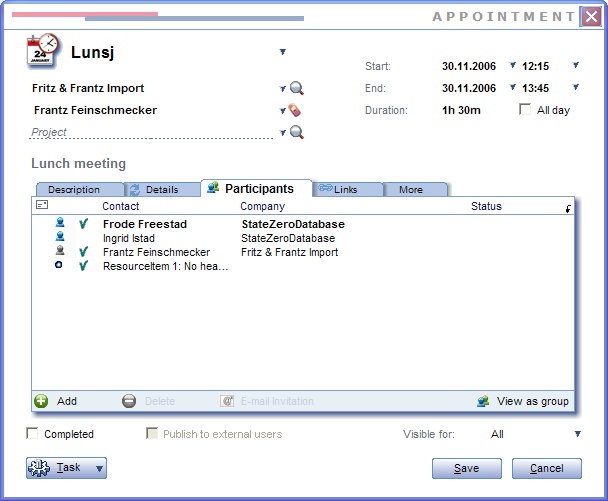 APPOINTMENT
24
JANUARY
Lunsj
Start: 30.11.2006 12:15
Fritz & Frantz Import
End: 30.11.2006 13:45
Frantz Feinschmecker
Duration: 1h 30m All day
Project
Lunch meeting
Description Details Participants Links More
Contact Company Status
Frode Freestad StateZeroDatabase
Ingrid Istad StateZeroDatabase
Frantz Feinschmecker Fritz & Frantz Import
ResourceItem 1: No hea...
Add Delete @ E-mail Invitation View as group
Completed Publish to external users Visible for: All
Task Save Cancel